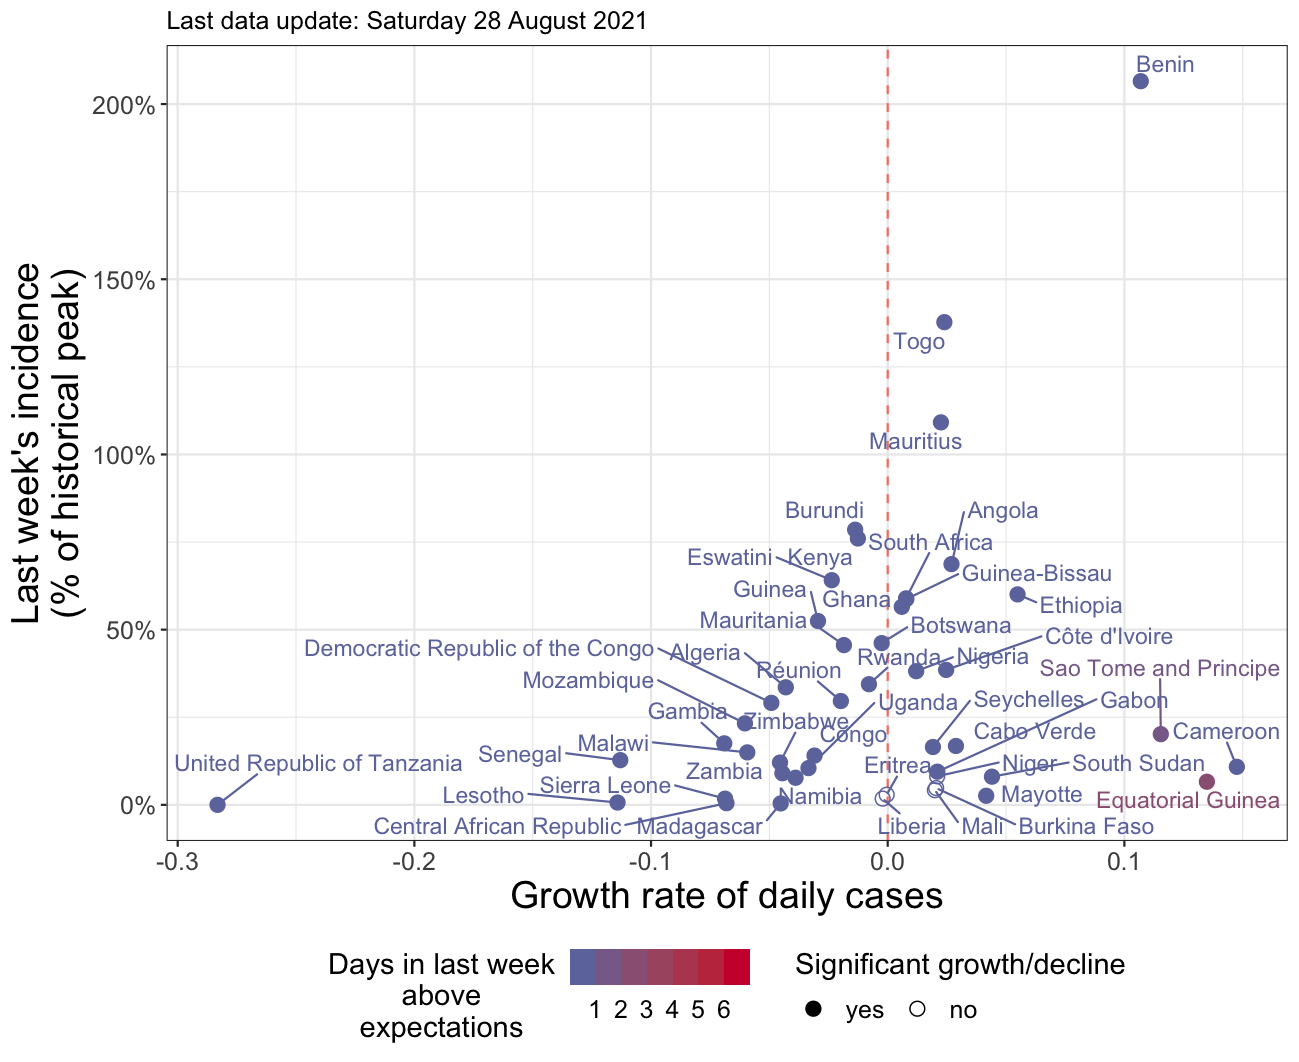 Last data update: Saturday 28 August 2021
Last week's incidence
(% of historical peak)
200%
150%
100%
50%
0%
Benin
Togo
Mauritius
Burundi
Angola
South Africa
Eswatini
Kenya
Guinea-Bissau
Guinea
Ghana
Ethiopia
Mauritania
Botswana
Côte d'Ivoire
Democratic Republic of the Congo
Algeria
Rwanda
Nigeria
Réunion
Sao Tome and Principe
Mozambique
Uganda
Seychelles
Gabon
Gambia
Zimbabwe
Congo
Cabo Verde
Cameroon
Malawi
Senegal
United Republic of Tanzania
Zambia
Eritrea
Niger
South Sudan
Sierra Leone
Lesotho
Namibia
Mayotte
Equatorial Guinea
Central African Republic
Madagascar
Liberia
Mali
Burkina Faso
-0.3
-0.2
-0.1
0.0
0.1
Growth rate of daily cases
Days in last week
above
expectations
1 2 3 4 5 6
Significant growth/decline
yes
no